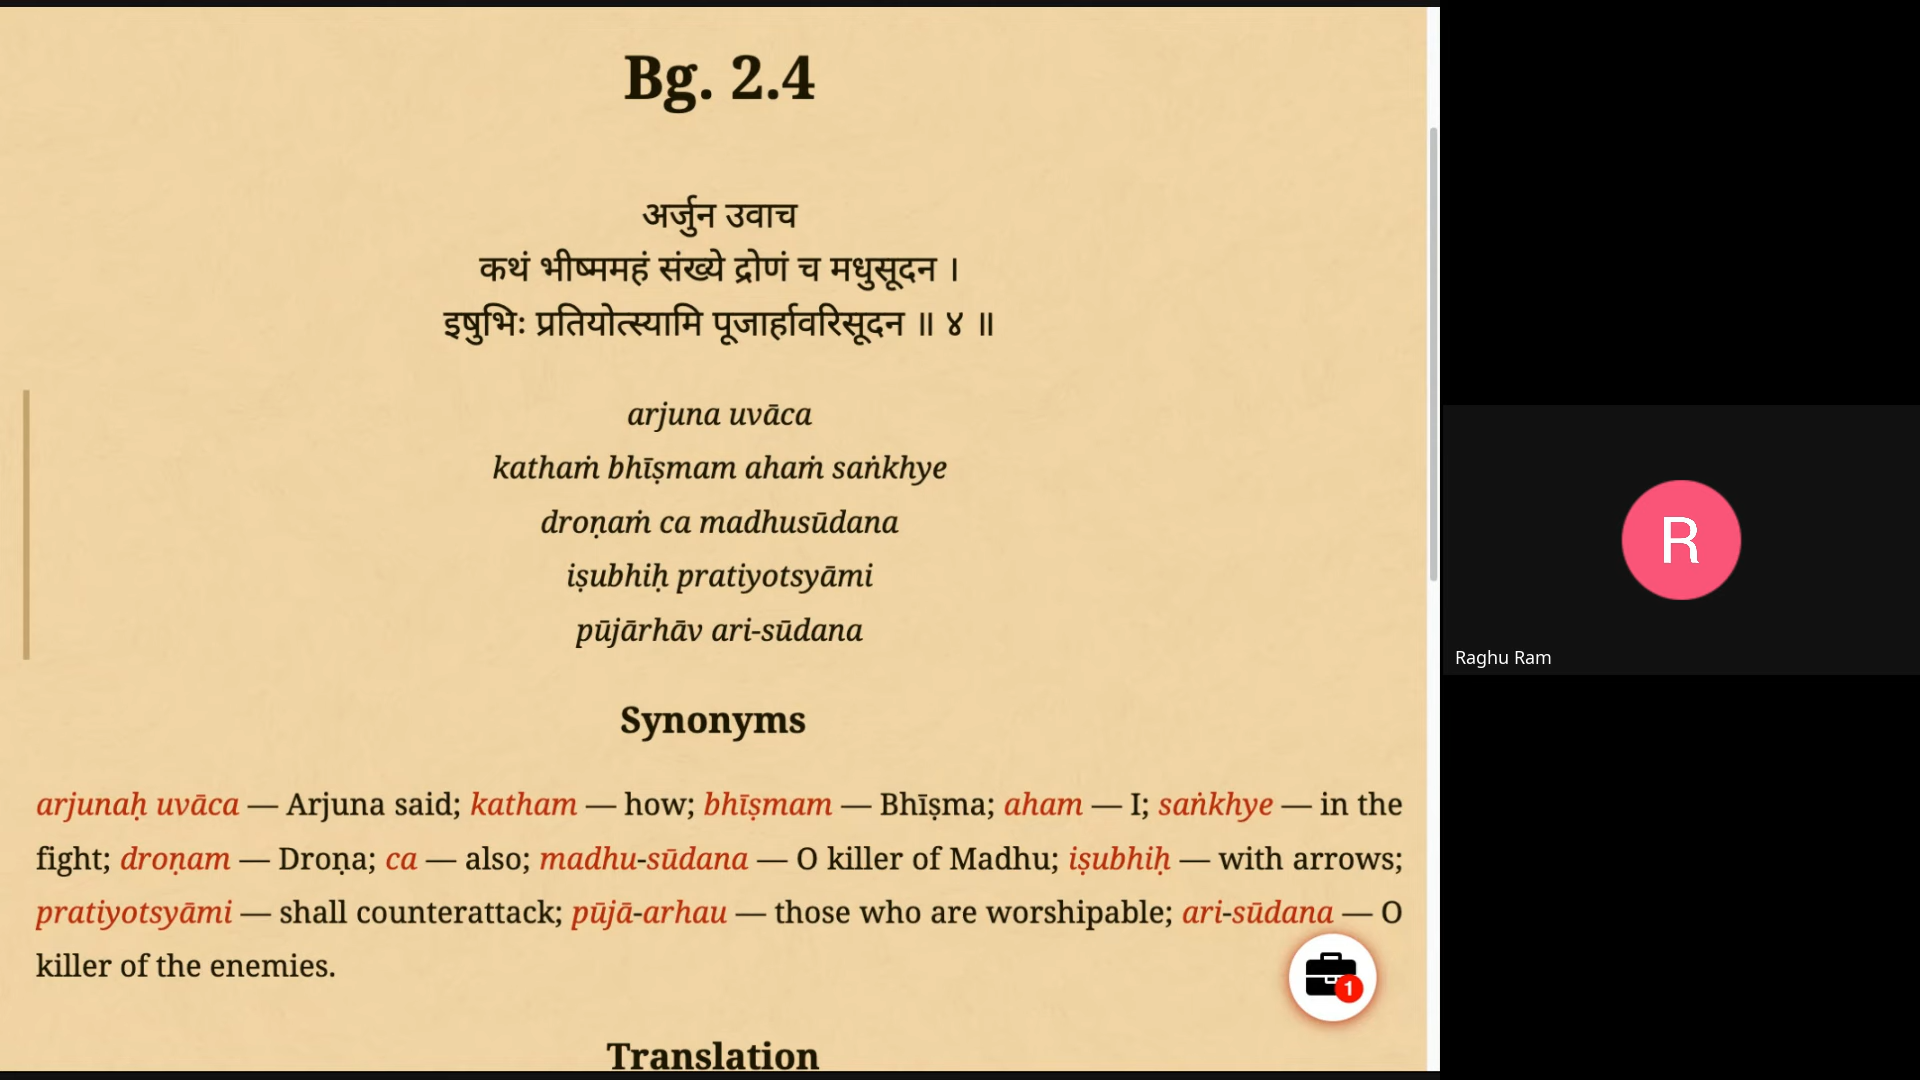 Bg. 2.4
अर्जुन उवाच
कथं भीष्ममहं संख्ये द्रोणं च मधुसूदन ।
इषुभिः प्रतियोत्स्यामि पूजार्हावरिसूदन ॥ ४ ॥
arjuna uvāca
kathaṁ bhīṣmam ahaṁ saṅkhye
droṇaṁ ca madhusūdana
iṣubhiḥ pratiyotsyāmi
pūjārhāv ari-sūdana
Synonyms
arjunaḥ uvāca — Arjuna said; katham — how; bhīṣmam — Bhīṣma; aham — I; saṅkhye — in the
fight; droṇam — Droṇa; ca — also; madhu-sūdana — O killer of Madhu; iṣubhiḥ — with arrows;
pratiyotsyāmi — shall counterattack; pūjā-arhau — those who are worshipable; ari-sūdana — O
killer of the enemies.
1
Translation
R
Raghu Ram